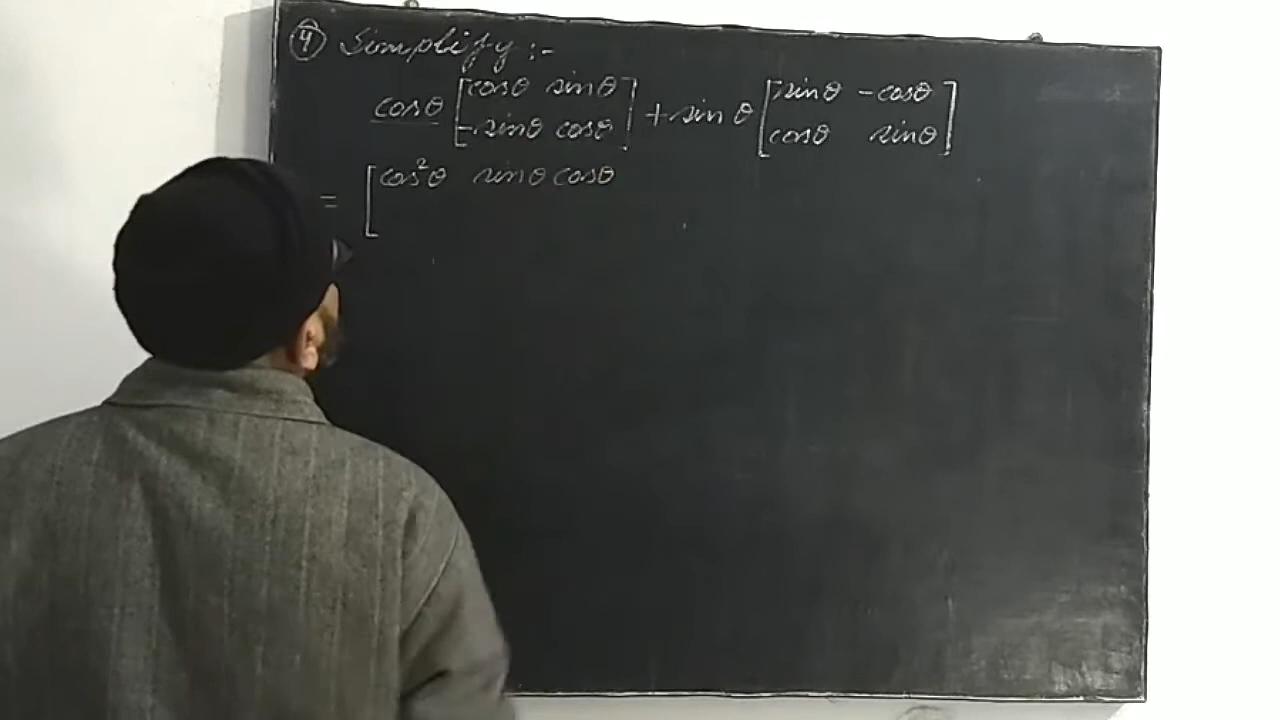 ④ Simplify :-
cosθ [cosθ sinθ] + sinθ [sinθ -cosθ]
[-sinθ cosθ] [cosθ sinθ]
= [cos²θ sinθ cosθ